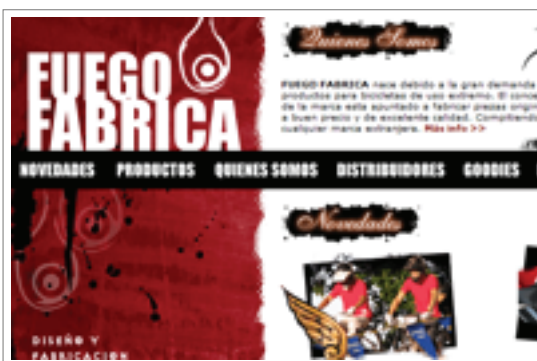 FUEGO
FABRICA
Quienes Somos
FUEGO FABRICA nace debido a la gran demanda
productos para bicicletas de uso extremo. El conce
de la marca esta apuntado a fabricar piezas origin
a buen precio y de excelente calidad. Compitiendo
cualquier marca extranjera. Más info >>
NOVEDADES PRODUCTOS QUIENES SOMOS DISTRIBUIDORES GOODIES
Novedades
DISEÑO Y
FABRICACION